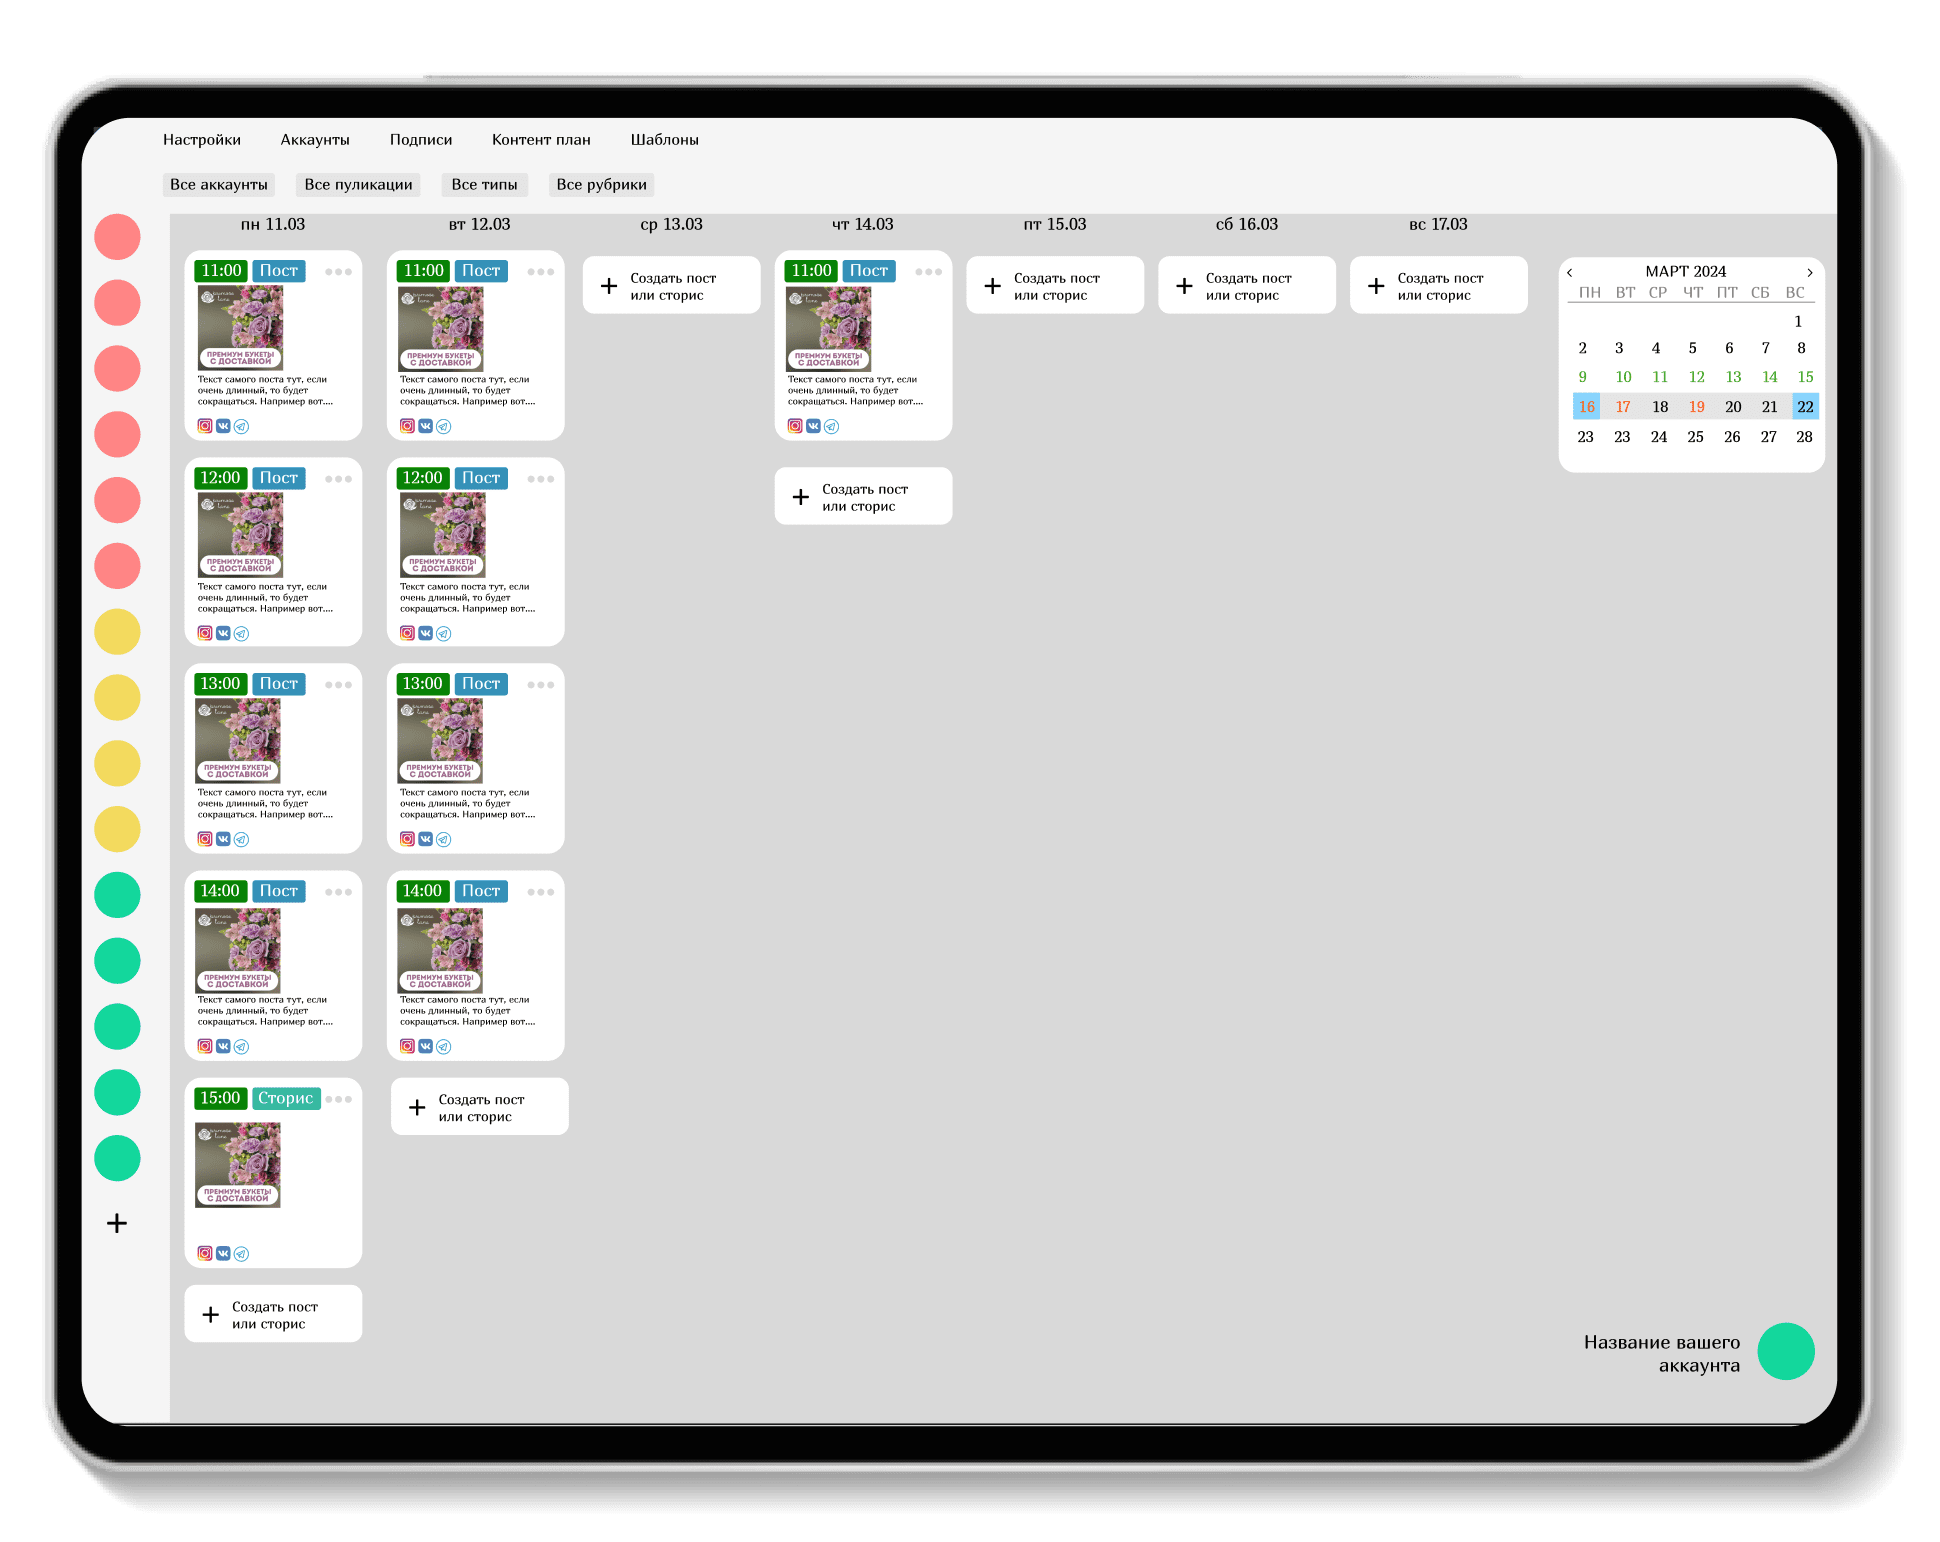 Настройки Аккаунты Подписи Контент план Шаблоны
Все аккаунты Все пуликации Все типы Все рубрики
пн 11.03 вт 12.03 ср 13.03 чт 14.03 пт 15.03 сб 16.03 вс 17.03
11:00 Пост
ПРЕМИУМ БУКЕТЫ
С ДОСТАВКОЙ
Текст самого поста тут, если
очень длинный, то будет
сокращаться. Например вот....
12:00 Пост
ПРЕМИУМ БУКЕТЫ
С ДОСТАВКОЙ
Текст самого поста тут, если
очень длинный, то будет
сокращаться. Например вот....
13:00 Пост
ПРЕМИУМ БУКЕТЫ
С ДОСТАВКОЙ
Текст самого поста тут, если
очень длинный, то будет
сокращаться. Например вот....
14:00 Пост
ПРЕМИУМ БУКЕТЫ
С ДОСТАВКОЙ
Текст самого поста тут, если
очень длинный, то будет
сокращаться. Например вот....
15:00 Сторис
ПРЕМИУМ БУКЕТЫ
С ДОСТАВКОЙ
Создать пост
или сторис
11:00 Пост
ПРЕМИУМ БУКЕТЫ
С ДОСТАВКОЙ
Текст самого поста тут, если
очень длинный, то будет
сокращаться. Например вот....
12:00 Пост
ПРЕМИУМ БУКЕТЫ
С ДОСТАВКОЙ
Текст самого поста тут, если
очень длинный, то будет
сокращаться. Например вот....
13:00 Пост
ПРЕМИУМ БУКЕТЫ
С ДОСТАВКОЙ
Текст самого поста тут, если
очень длинный, то будет
сокращаться. Например вот....
14:00 Пост
ПРЕМИУМ БУКЕТЫ
С ДОСТАВКОЙ
Текст самого поста тут, если
очень длинный, то будет
сокращаться. Например вот....
Создать пост
или сторис
Создать пост
или сторис
11:00 Пост
ПРЕМИУМ БУКЕТЫ
С ДОСТАВКОЙ
Текст самого поста тут, если
очень длинный, то будет
сокращаться. Например вот....
Создать пост
или сторис
Создать пост
или сторис
Создать пост
или сторис
Создать пост
или сторис
МАРТ 2024
ПН ВТ СР ЧТ ПТ СБ ВС
1
2 3 4 5 6 7 8
9 10 11 12 13 14 15
16 17 18 19 20 21 22
23 23 24 25 26 27 28
Название вашего
аккаунта